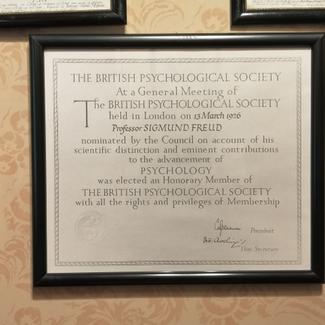 THE BRITISH PSYCHOLOGICAL SOCIETY
At a General Meeting of
The BRITISH PSYCHOLOGICAL SOCIETY
held in London on 13 March 1926
Professor SIGMUND FREUD
nominated by the Council on account of his
scientific distinction and eminent contributions
to the advancement of
PSYCHOLOGY
was elected an Honorary Member of
THE BRITISH PSYCHOLOGICAL SOCIETY
with all the rights and privileges of Membership
President
Hon. Secretary